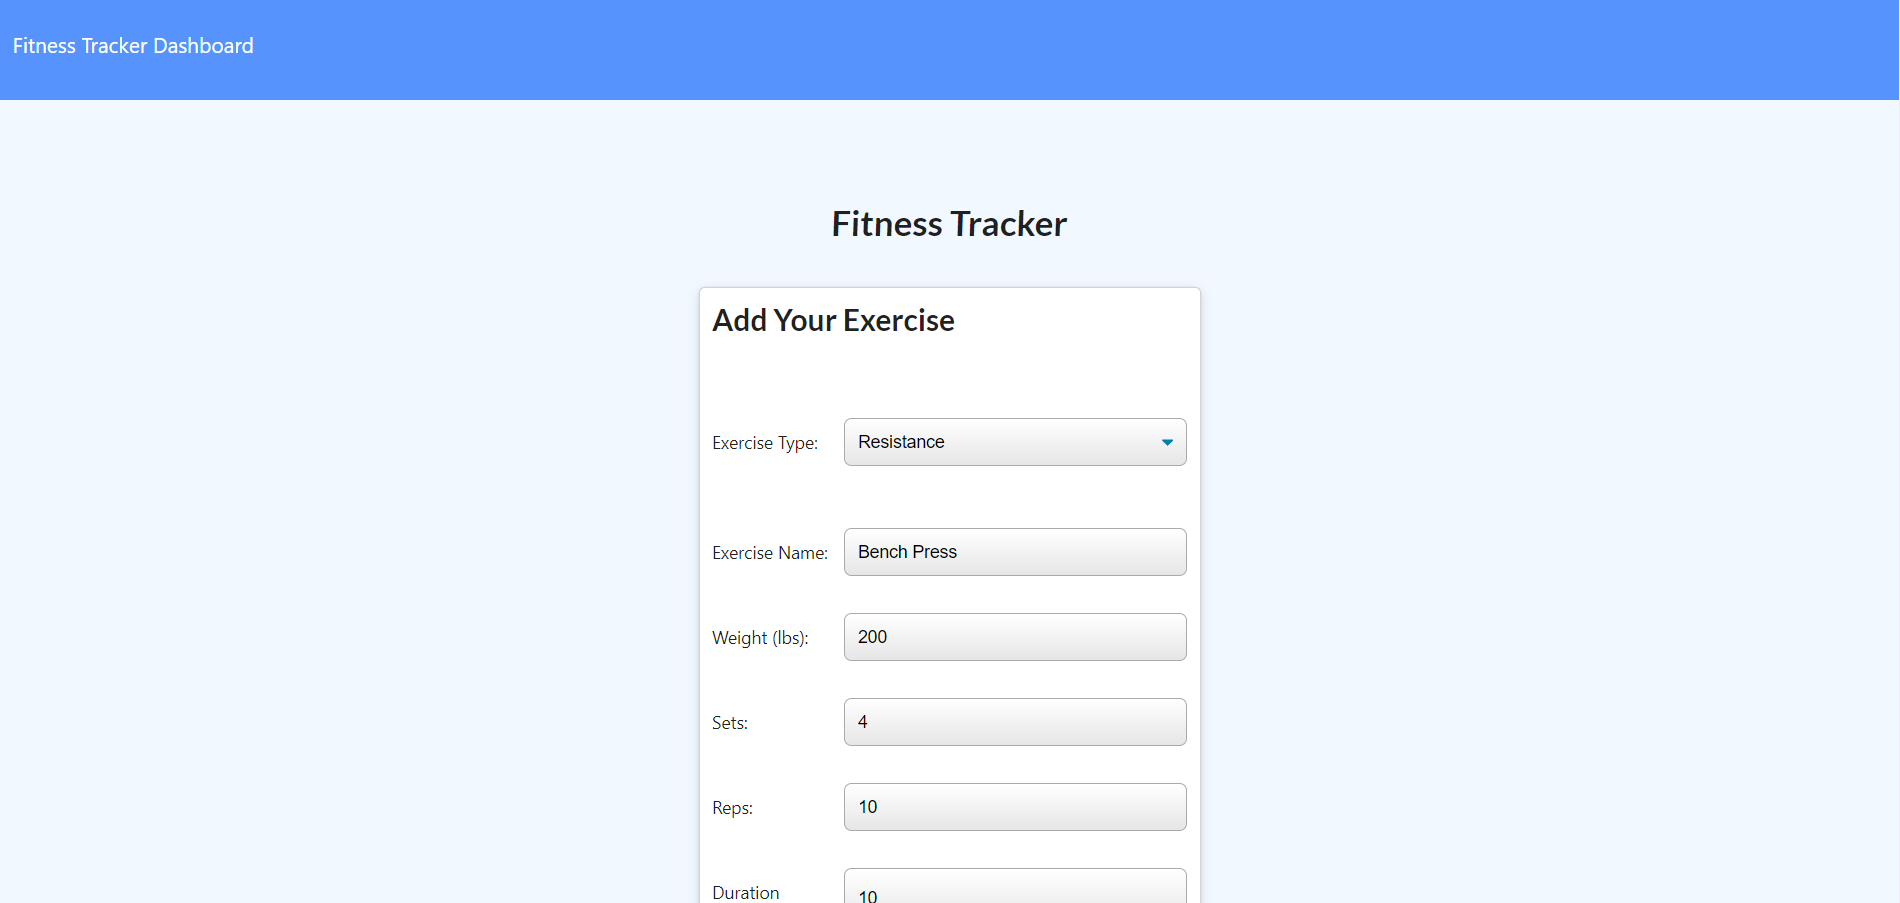 Fitness Tracker Dashboard
Fitness Tracker
Add Your Exercise
Exercise Type: Resistance
Exercise Name: Bench Press
Weight (lbs): 200
Sets: 4
Reps: 10
Duration 10